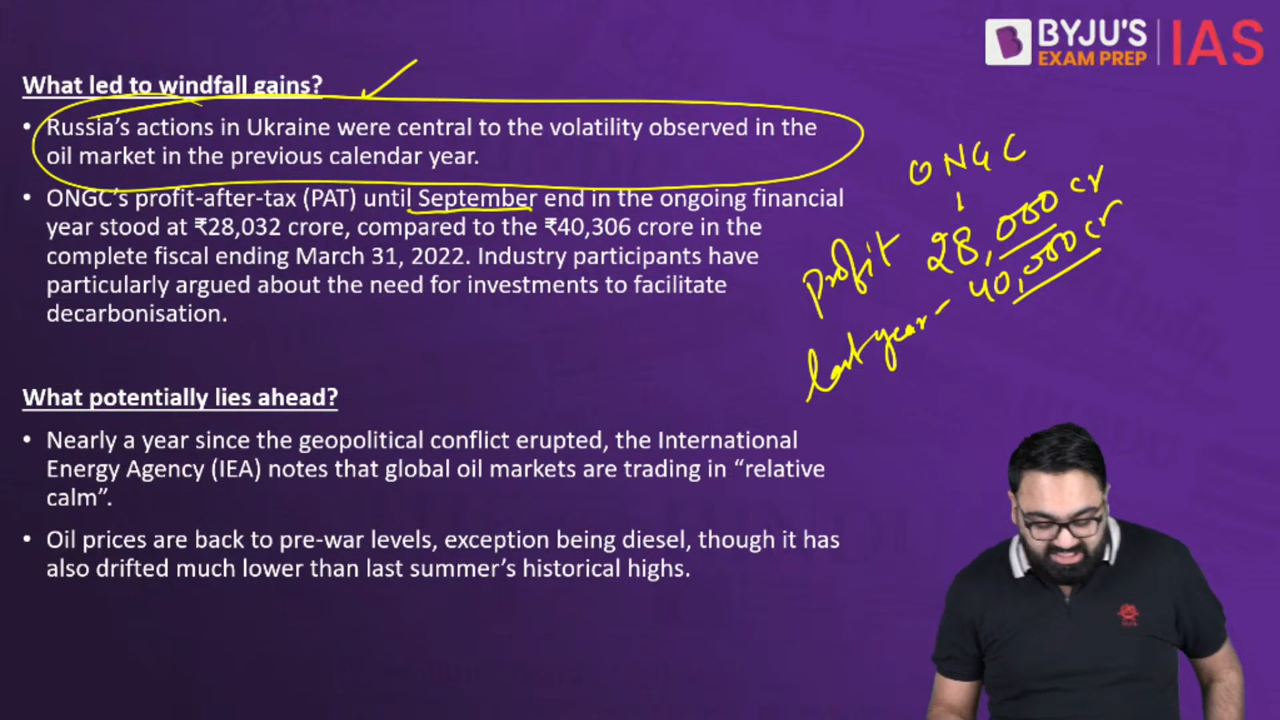 BYJU'S
EXAM PREP
IAS
What led to windfall gains?
• Russia's actions in Ukraine were central to the volatility observed in the
oil market in the previous calendar year.
• ONGC's profit-after-tax (PAT) until September end in the ongoing financial
year stood at ₹28,032 crore, compared to the ₹40,306 crore in the
complete fiscal ending March 31, 2022. Industry participants have
particularly argued about the need for investments to facilitate
decarbonisation.
ONGC
profit 28,000 cr
last year - 40,000 cr
What potentially lies ahead?
• Nearly a year since the geopolitical conflict erupted, the International
Energy Agency (IEA) notes that global oil markets are trading in “relative
calm”.
• Oil prices are back to pre-war levels, exception being diesel, though it has
also drifted much lower than last summer's historical highs.